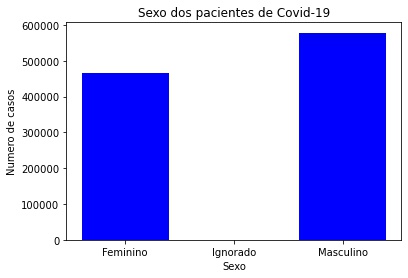 Sexo dos pacientes de Covid-19
600000
500000
400000
300000
200000
100000
0
Numero de casos
Feminino Ignorado Masculino
Sexo